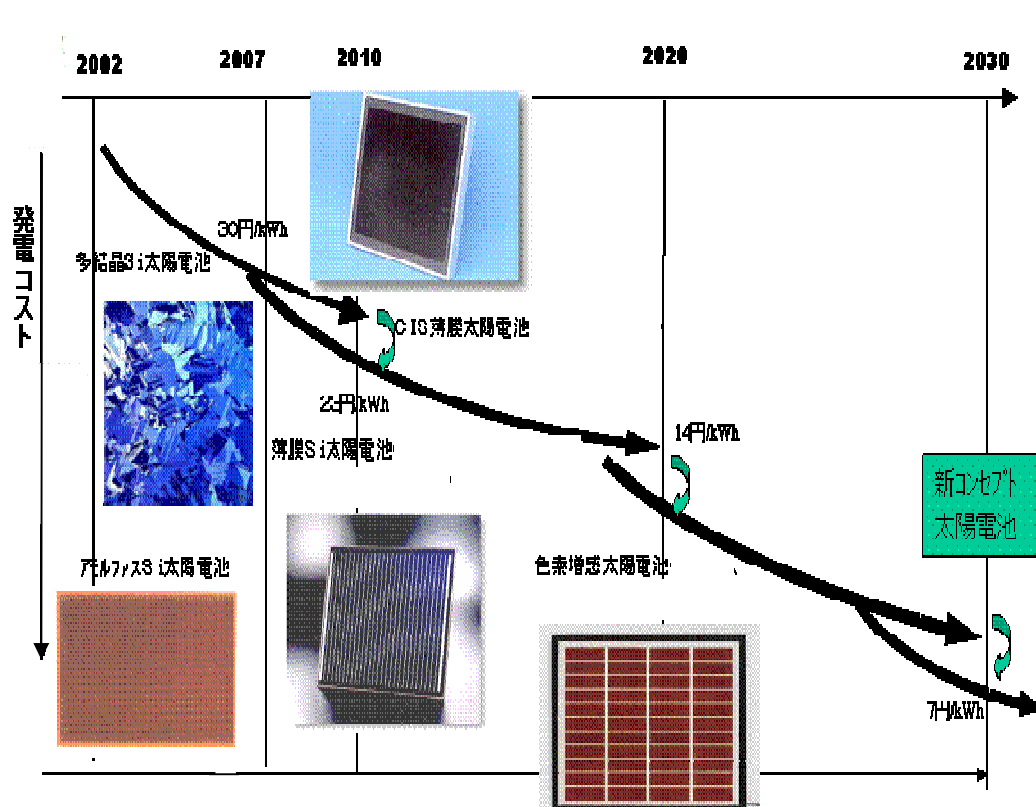 2002
2007
2010
2020
2030
発電コスト
30円/kWh
多結晶Si太陽電池
CIS薄膜太陽電池
23円/kWh
14円/kWh
薄膜Si太陽電池
新コンセプト
太陽電池
アモルファスSi太陽電池
色素増感太陽電池
7円/kWh